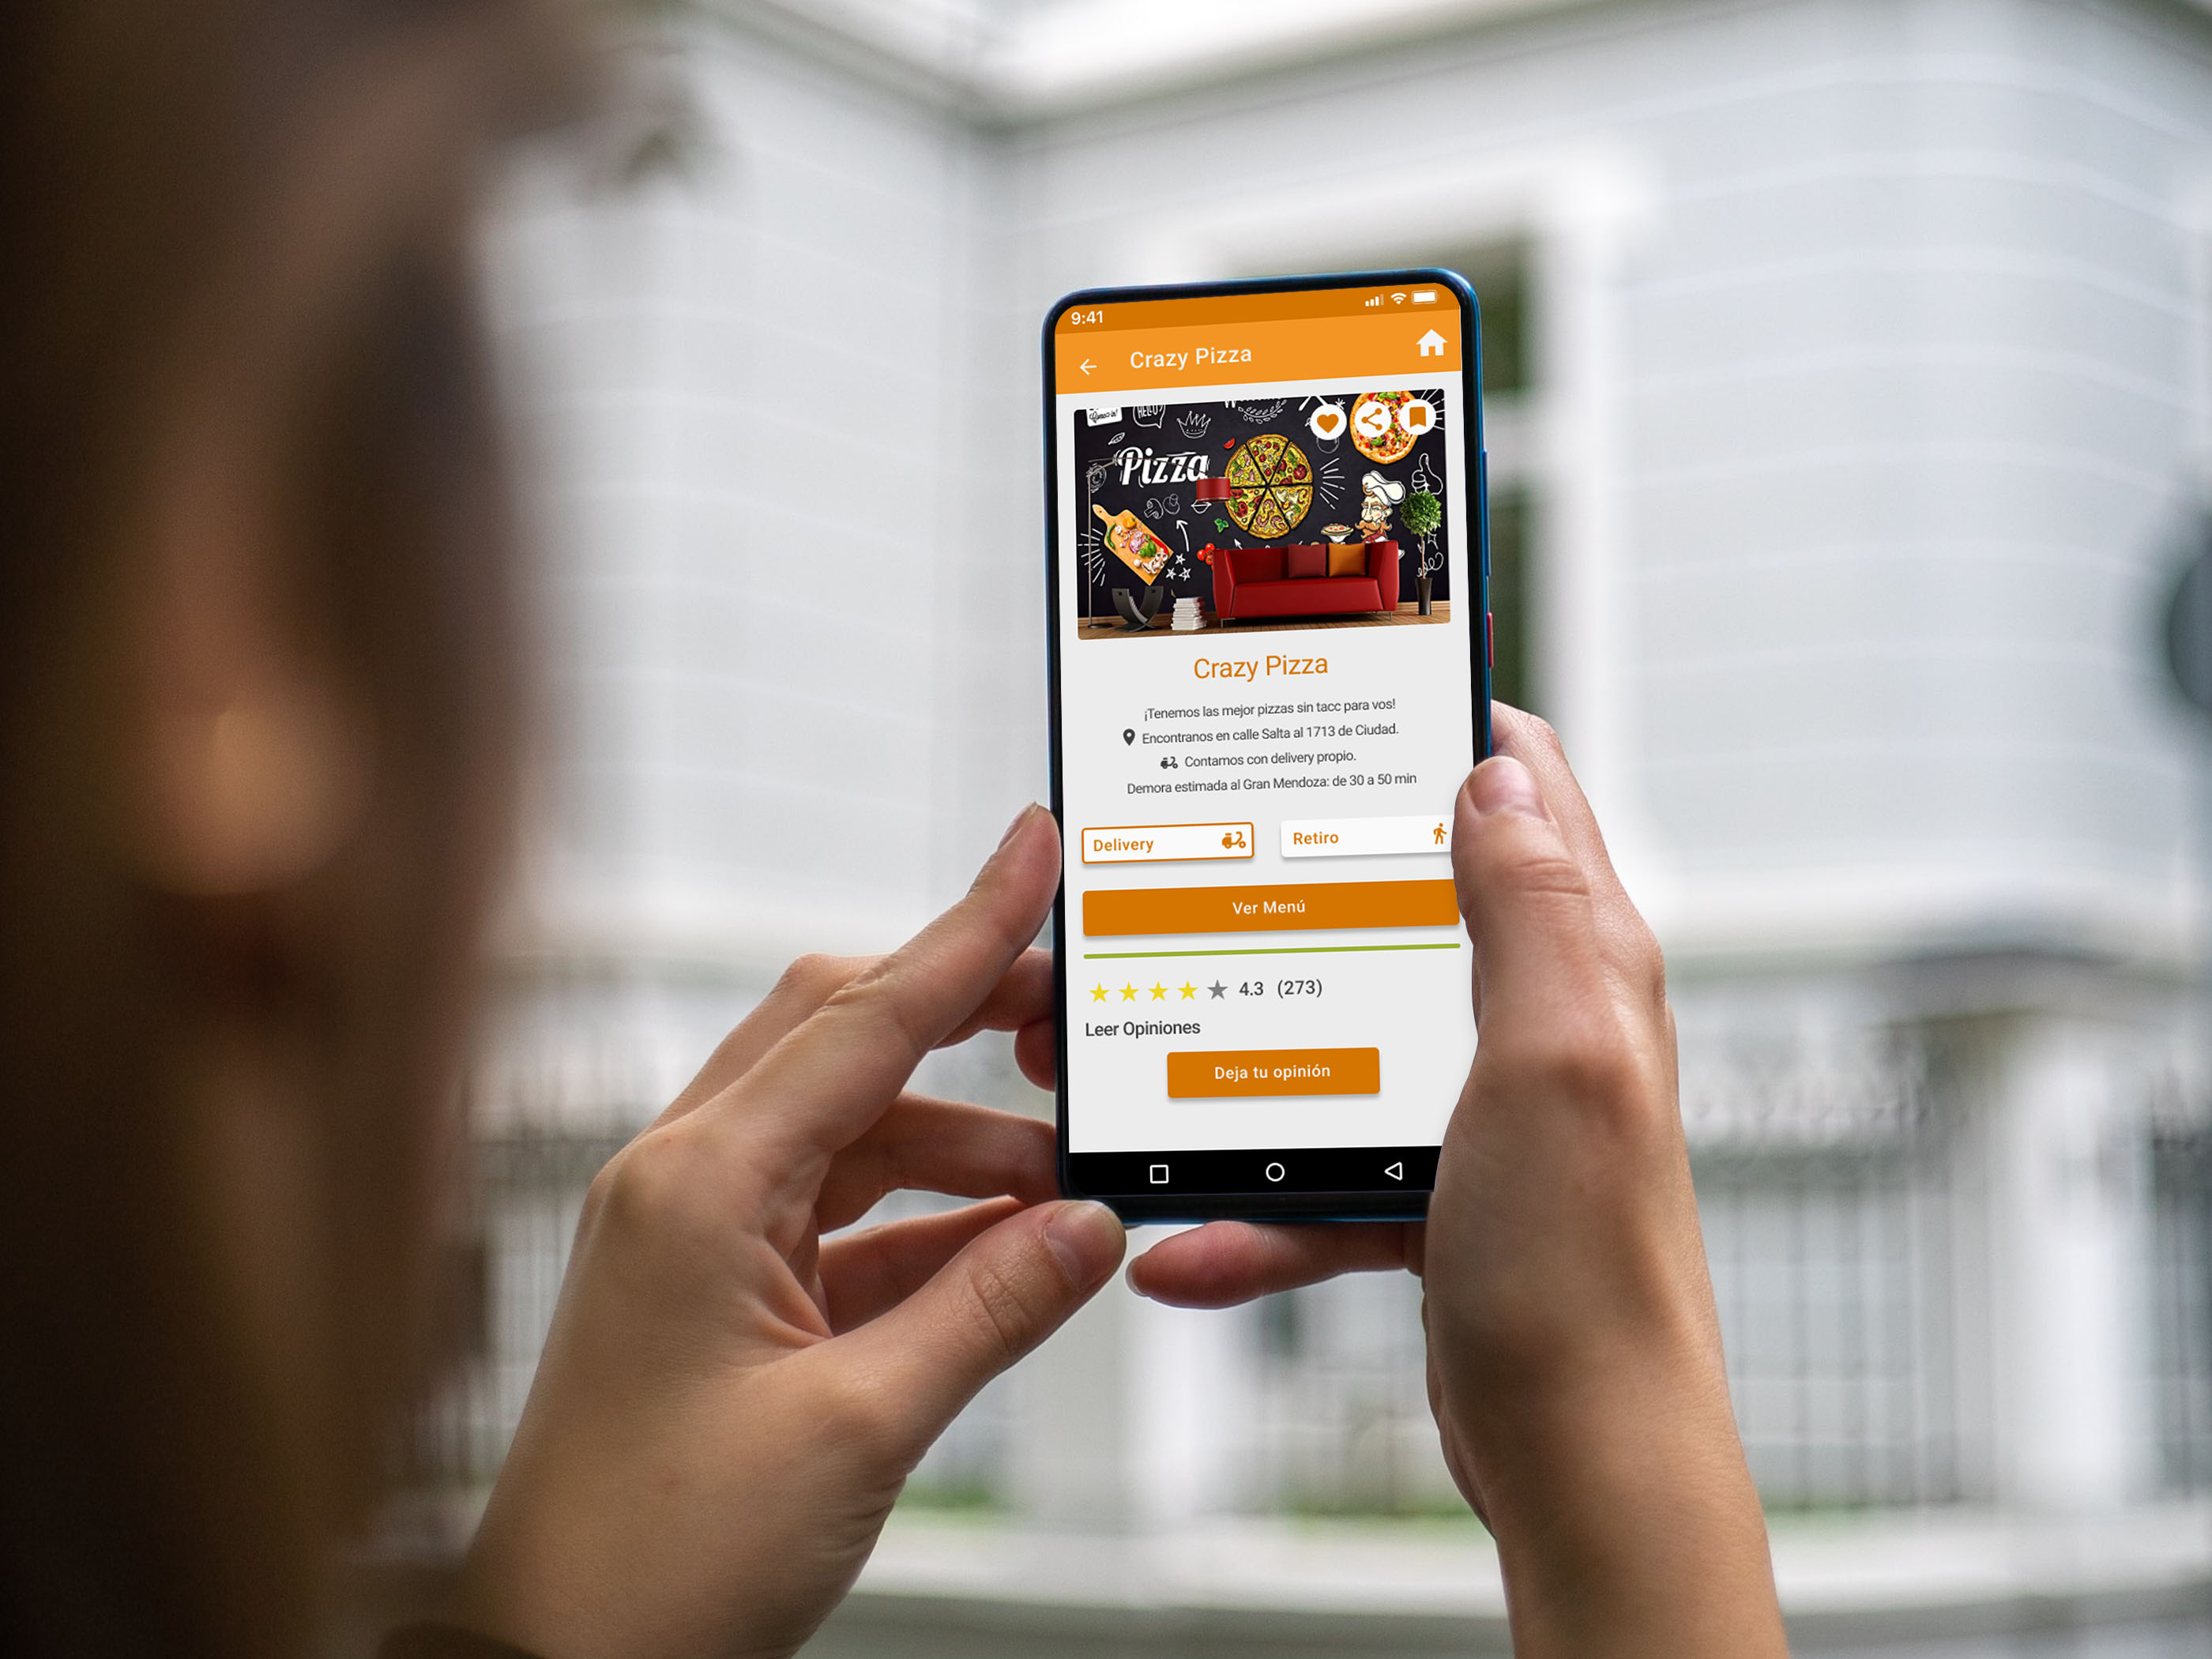 9:41
Crazy Pizza
HELLO
Pizza
Crazy Pizza
¡Tenemos las mejor pizzas sin tacc para vos!
Encontranos en calle Salta al 1713 de Ciudad.
Contamos con delivery propio.
Demora estimada al Gran Mendoza: de 30 a 50 min
Delivery
Retiro
Ver Menú
4.3 (273)
Leer Opiniones
Deja tu opinión